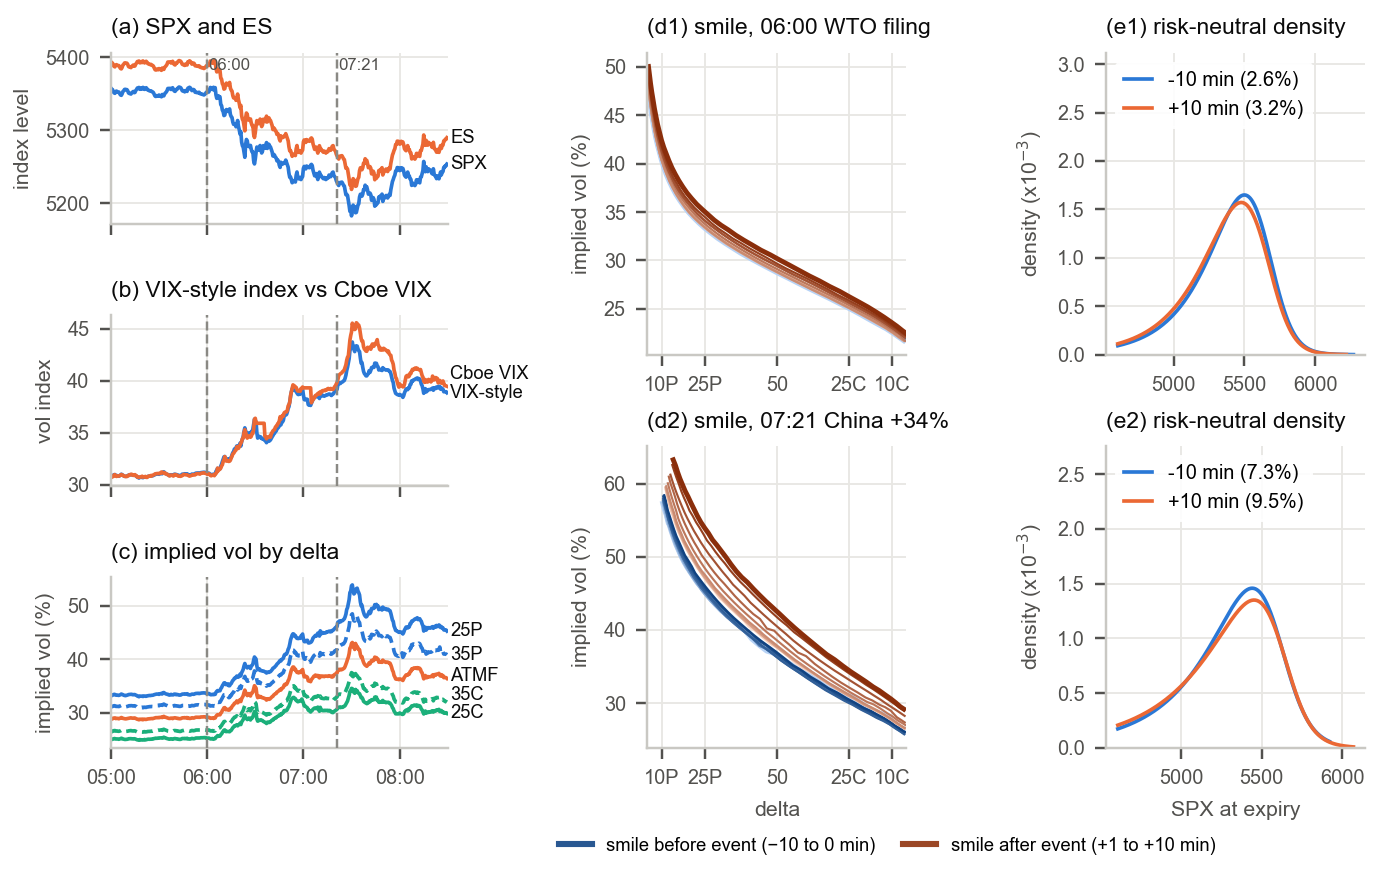 (a) SPX and ES
5400
5300
5200
index level
06:00
07:21
ES
SPX
(b) VIX-style index vs Cboe VIX
45
40
35
30
vol index
Cboe VIX
VIX-style
(c) implied vol by delta
50
40
30
implied vol (%)
25P
35P
ATMF
35C
25C
05:00 06:00 07:00 08:00
(d1) smile, 06:00 WTO filing
50
45
40
35
30
25
implied vol (%)
10P 25P 50 25C 10C
(d2) smile, 07:21 China +34%
60
50
40
30
implied vol (%)
10P 25P 50 25C 10C
delta
(e1) risk-neutral density
3.0
2.5
2.0
1.5
1.0
0.5
0.0
density (x10⁻³)
-10 min (2.6%)
+10 min (3.2%)
5000 5500 6000
(e2) risk-neutral density
2.5
2.0
1.5
1.0
0.5
0.0
density (x10⁻³)
-10 min (7.3%)
+10 min (9.5%)
5000 5500 6000
SPX at expiry
smile before event (−10 to 0 min)
smile after event (+1 to +10 min)